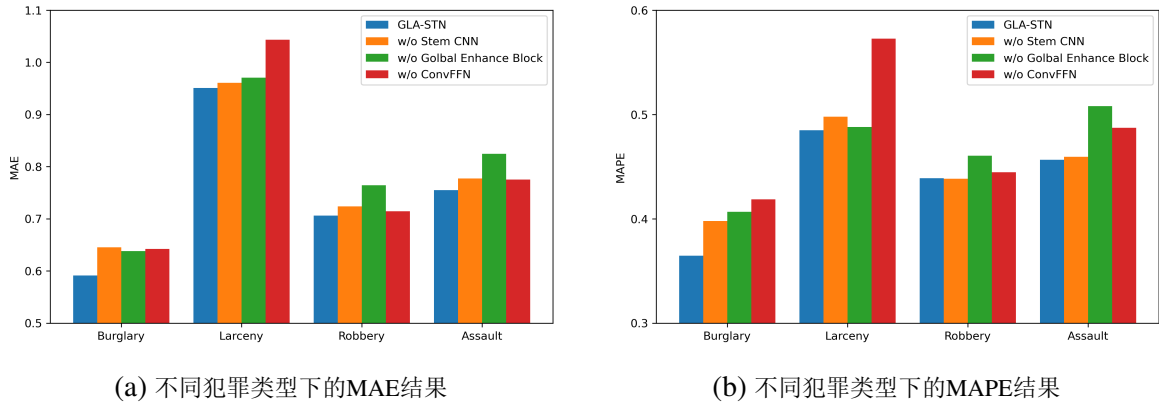 1.1
1.0
0.9
0.8
0.7
0.6
0.5
MAE
GLA-STN
w/o Stem CNN
w/o Golbal Enhance Block
w/o ConvFFN
Burglary Larceny Robbery Assault
(a) 不同犯罪类型下的MAE结果
0.6
0.5
0.4
0.3
MAPE
GLA-STN
w/o Stem CNN
w/o Golbal Enhance Block
w/o ConvFFN
Burglary Larceny Robbery Assault
(b) 不同犯罪类型下的MAPE结果